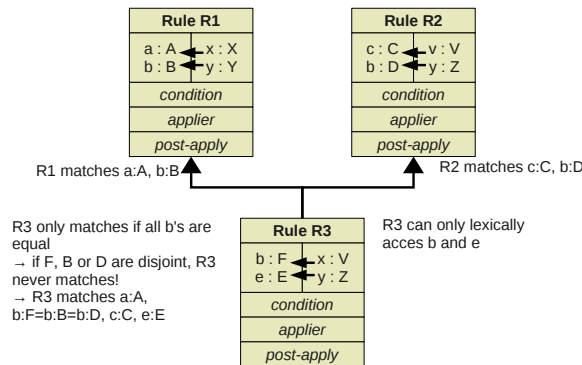 Rule R1
a : A x : X
b : B y : Y
condition
applier
post-apply
Rule R2
c : C v : V
b : D y : Z
condition
applier
post-apply
R1 matches a:A, b:B
R2 matches c:C, b:D
R3 only matches if all b's are
equal
→ if F, B or D are disjoint, R3
never matches!
→ R3 matches a:A,
b:F=b:B=b:D, c:C, e:E
Rule R3
b : F x : V
e : E y : Z
condition
applier
post-apply
R3 can only lexically
acces b and e